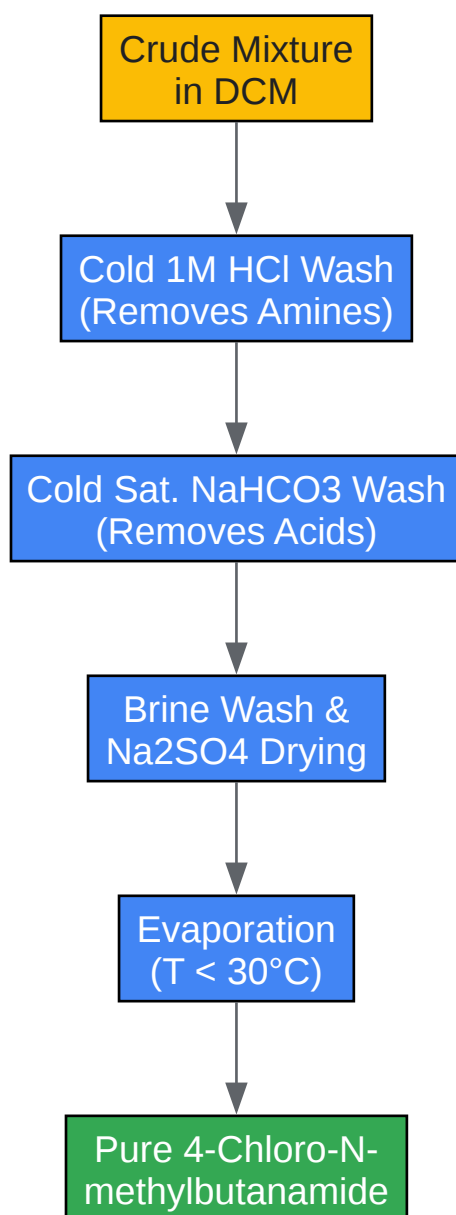 Crude Mixture
in DCM
Cold 1M HCl Wash
(Removes Amines)
Cold Sat. NaHCO3 Wash
(Removes Acids)
Brine Wash &
Na2SO4 Drying
Evaporation
(T < 30°C)
Pure 4-Chloro-N-
methylbutanamide